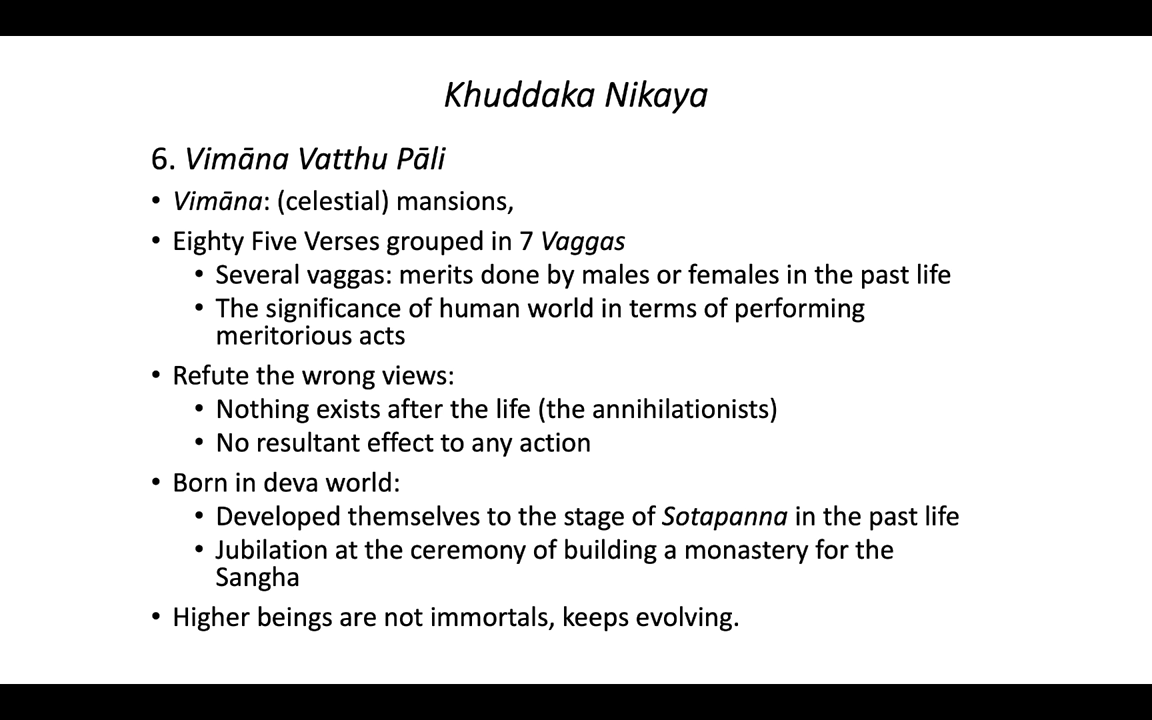 Khuddaka Nikaya
6. Vimāna Vatthu Pāli
• Vimāna: (celestial) mansions,
• Eighty Five Verses grouped in 7 Vaggas
• Several vaggas: merits done by males or females in the past life
• The significance of human world in terms of performing
meritorious acts
• Refute the wrong views:
• Nothing exists after the life (the annihilationists)
• No resultant effect to any action
• Born in deva world:
• Developed themselves to the stage of Sotapanna in the past life
• Jubilation at the ceremony of building a monastery for the
Sangha
• Higher beings are not immortals, keeps evolving.